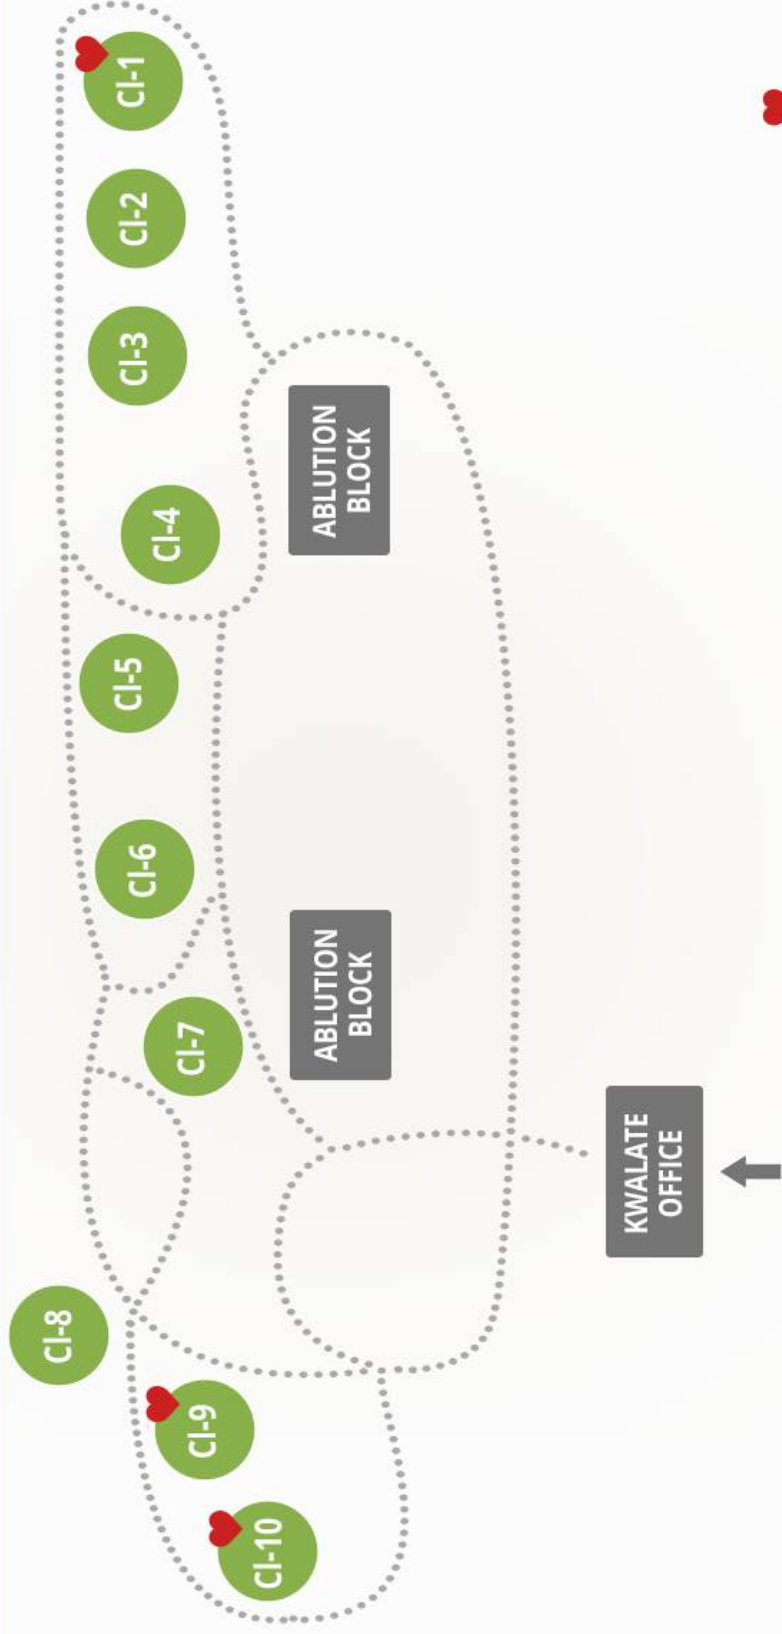 CI-1
CI-2
CI-3
CI-4
CI-5
CI-6
CI-7
CI-8
CI-9
CI-10
ABLUTION
BLOCK
ABLUTION
BLOCK
KWALATE
OFFICE